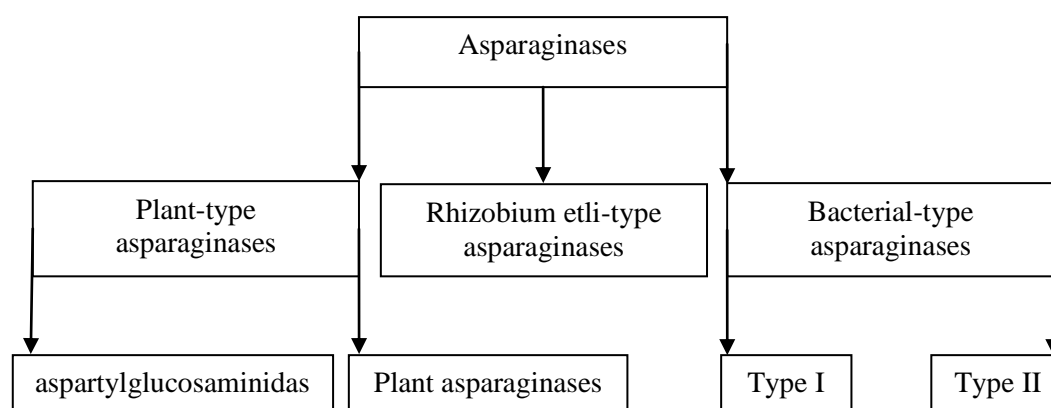 Asparaginases
Plant-type
asparaginases
Rhizobium etli-type
asparaginases
Bacterial-type
asparaginases
aspartylglucosaminidas
Plant asparaginases
Type I
Type II